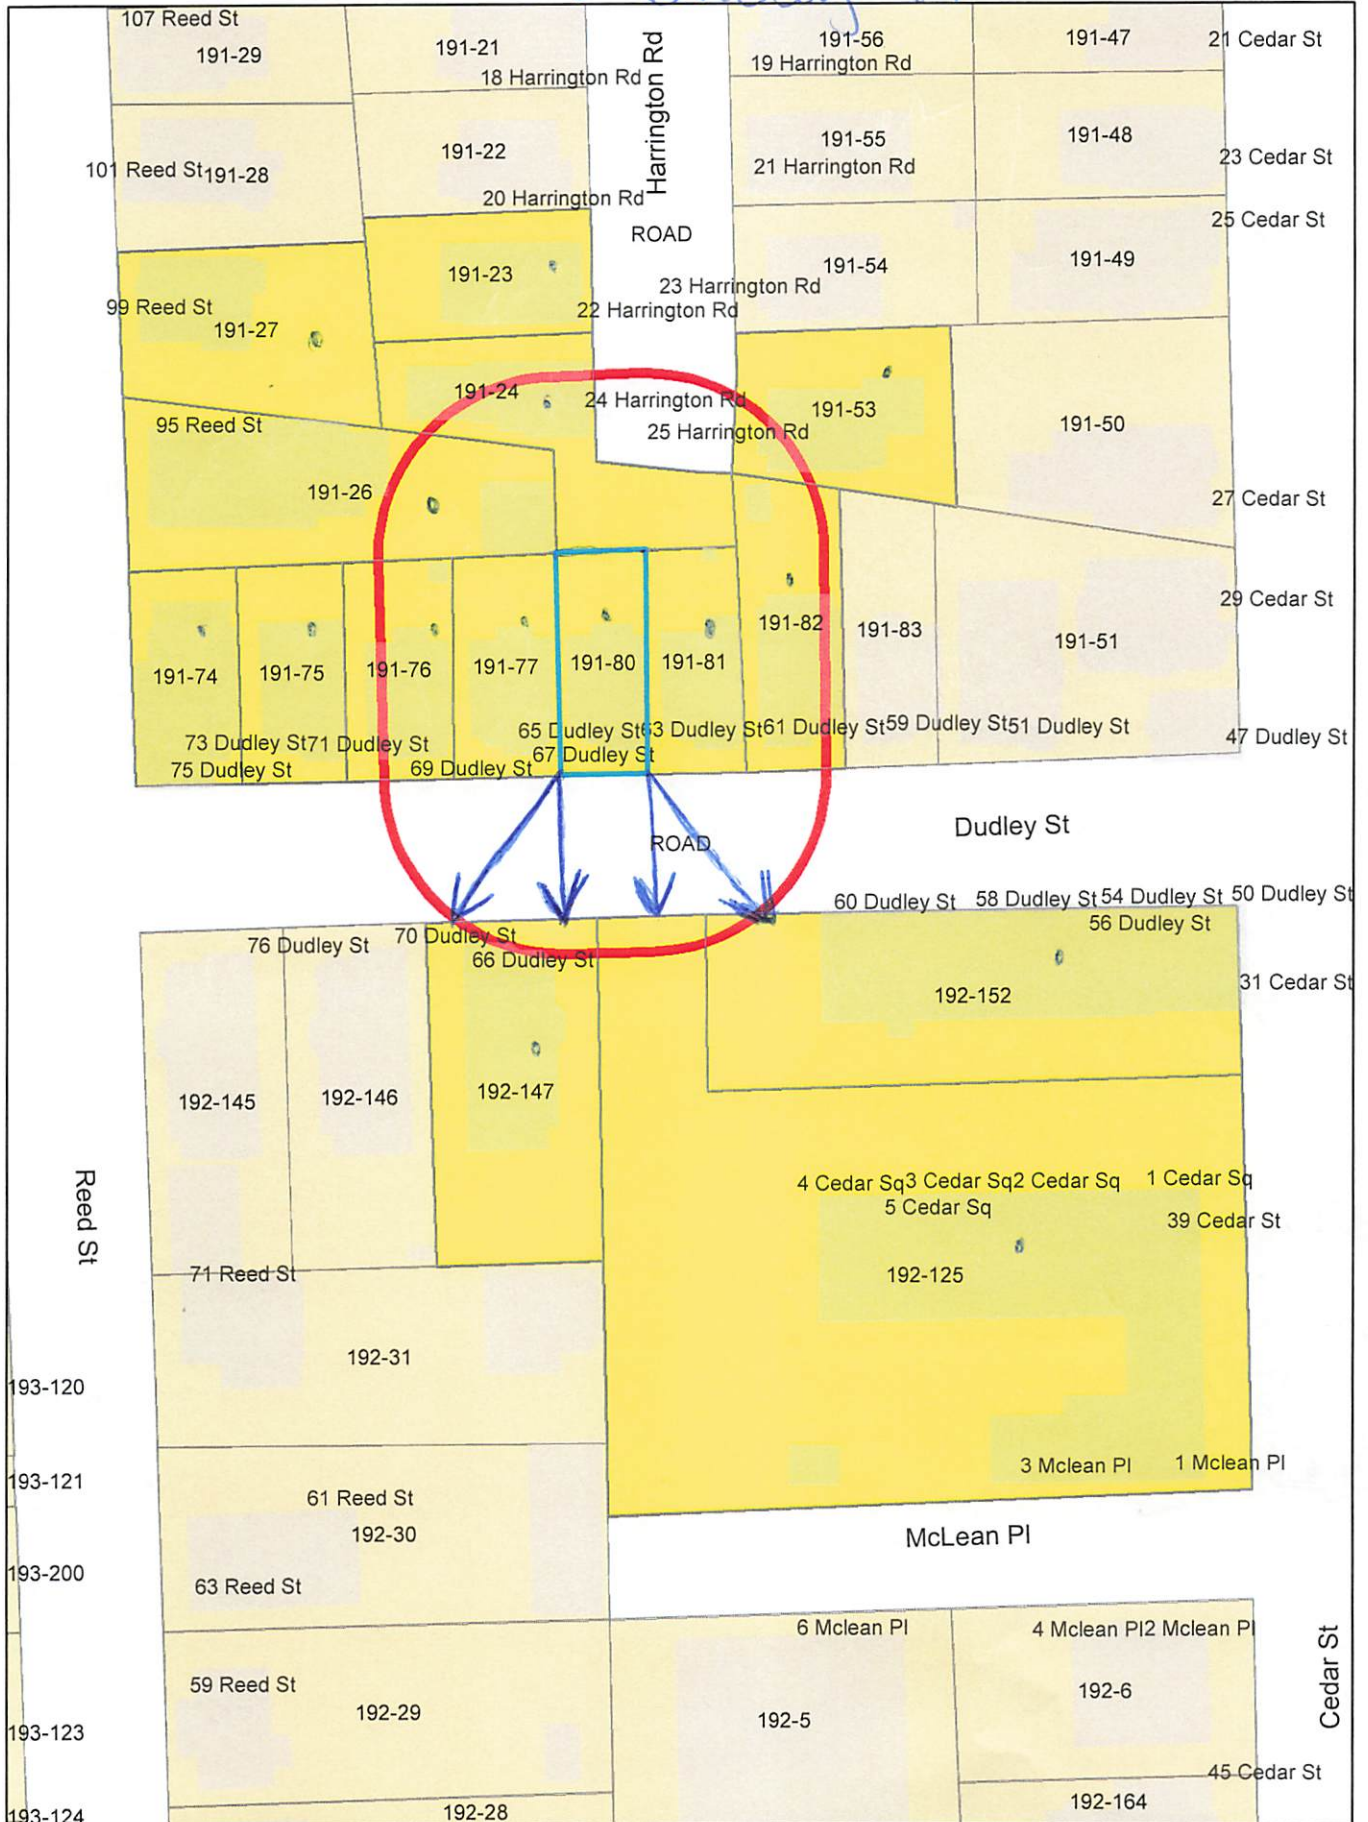 107 Reed St
191-29
191-21
18 Harrington Rd
Harrington Rd
191-56
19 Harrington Rd
191-47
21 Cedar St
101 Reed St
191-28
191-22
20 Harrington Rd
191-55
21 Harrington Rd
191-48
23 Cedar St
25 Cedar St
ROAD
191-23
23 Harrington Rd
22 Harrington Rd
191-54
191-49
99 Reed St
191-27
191-24
24 Harrington Rd
25 Harrington Rd
191-53
191-50
95 Reed St
191-26
27 Cedar St
29 Cedar St
191-74
191-75
191-76
191-77
191-80
191-81
191-82
191-83
191-51
73 Dudley St
71 Dudley St
65 Dudley St
63 Dudley St
61 Dudley St
59 Dudley St
51 Dudley St
47 Dudley St
75 Dudley St
69 Dudley St
67 Dudley St
ROAD
Dudley St
60 Dudley St
58 Dudley St
54 Dudley St
50 Dudley St
56 Dudley St
76 Dudley St
70 Dudley St
66 Dudley St
192-152
31 Cedar St
192-145
192-146
192-147
Reed St
4 Cedar Sq
3 Cedar Sq
2 Cedar Sq
1 Cedar Sq
5 Cedar Sq
39 Cedar St
192-125
71 Reed St
192-31
193-120
193-121
61 Reed St
192-30
3 Mclean Pl
1 Mclean Pl
McLean Pl
193-200
63 Reed St
6 Mclean Pl
4 Mclean Pl
2 Mclean Pl
59 Reed St
192-29
192-5
192-6
Cedar St
193-123
45 Cedar St
193-124
192-28
192-164